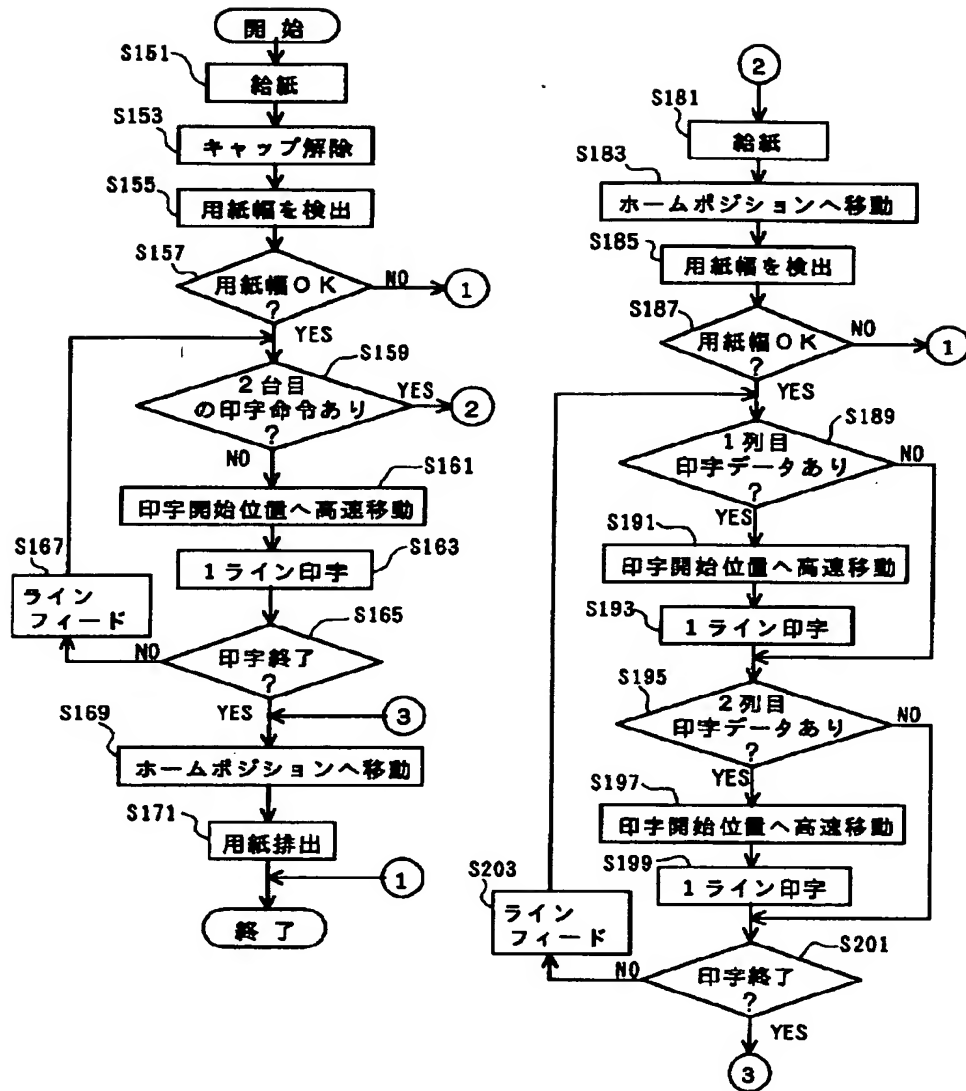 開始
S151
給紙
S153
キャップ解除
S155
用紙幅を検出
S157
用紙幅OK
?
NO
1
YES
S159
2台目
の印字命令あり
?
YES
2
NO
S161
印字開始位置へ高速移動
S163
1ライン印字
S167
ライン
フィード
S165
印字終了
?
NO
YES
3
S169
ホームポジションへ移動
S171
用紙排出
1
終了
2
S181
給紙
S183
ホームポジションへ移動
S185
用紙幅を検出
S187
用紙幅OK
?
NO
1
YES
S189
1列目
印字データあり
?
NO
YES
S191
印字開始位置へ高速移動
S193
1ライン印字
S195
2列目
印字データあり
?
NO
YES
S197
印字開始位置へ高速移動
S199
1ライン印字
S203
ライン
フィード
S201
印字終了
?
NO
YES
3